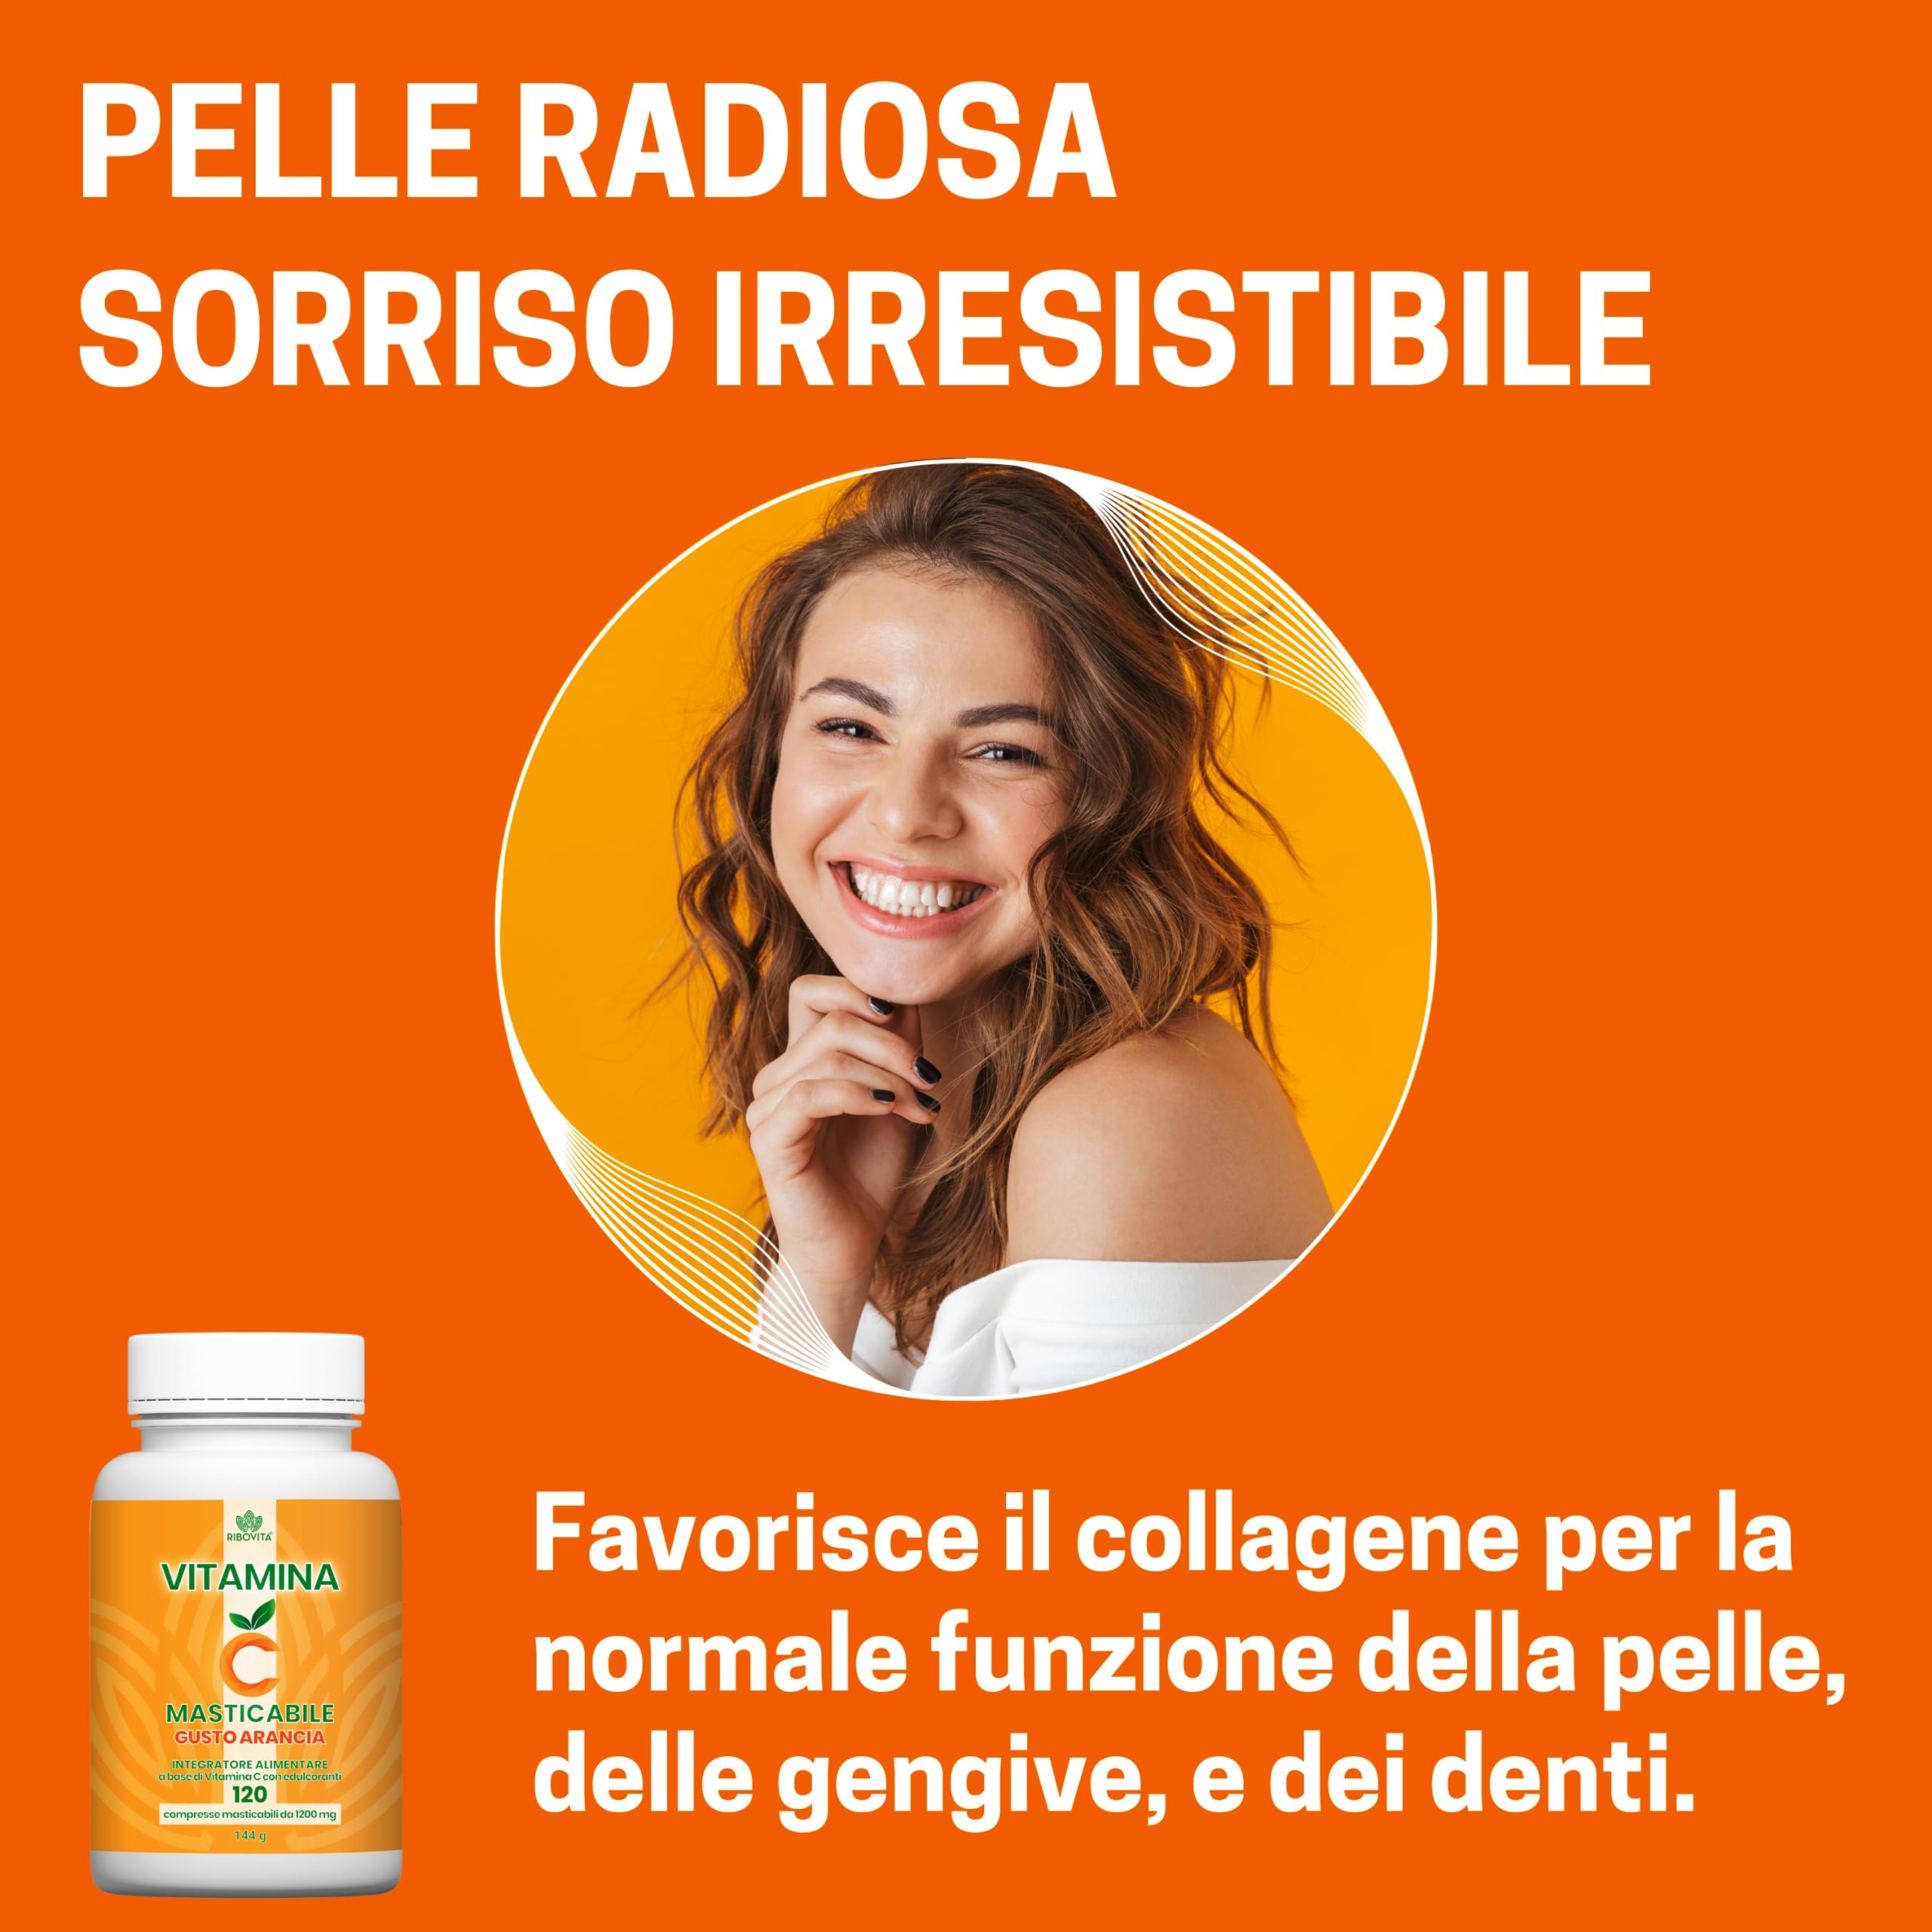 PELLE RADIOSA
SORRISO IRRESISTIBILE
RIBOVITA®
VITAMINA
C
MASTICABILE
GUSTO ARANCIA
INTEGRATORE ALIMENTARE
a base di Vitamina C con edulcoranti
120
compresse masticabili da 1200 mg
144 g
Favorisce il collagene per la
normale funzione della pelle,
delle gengive, e dei denti.